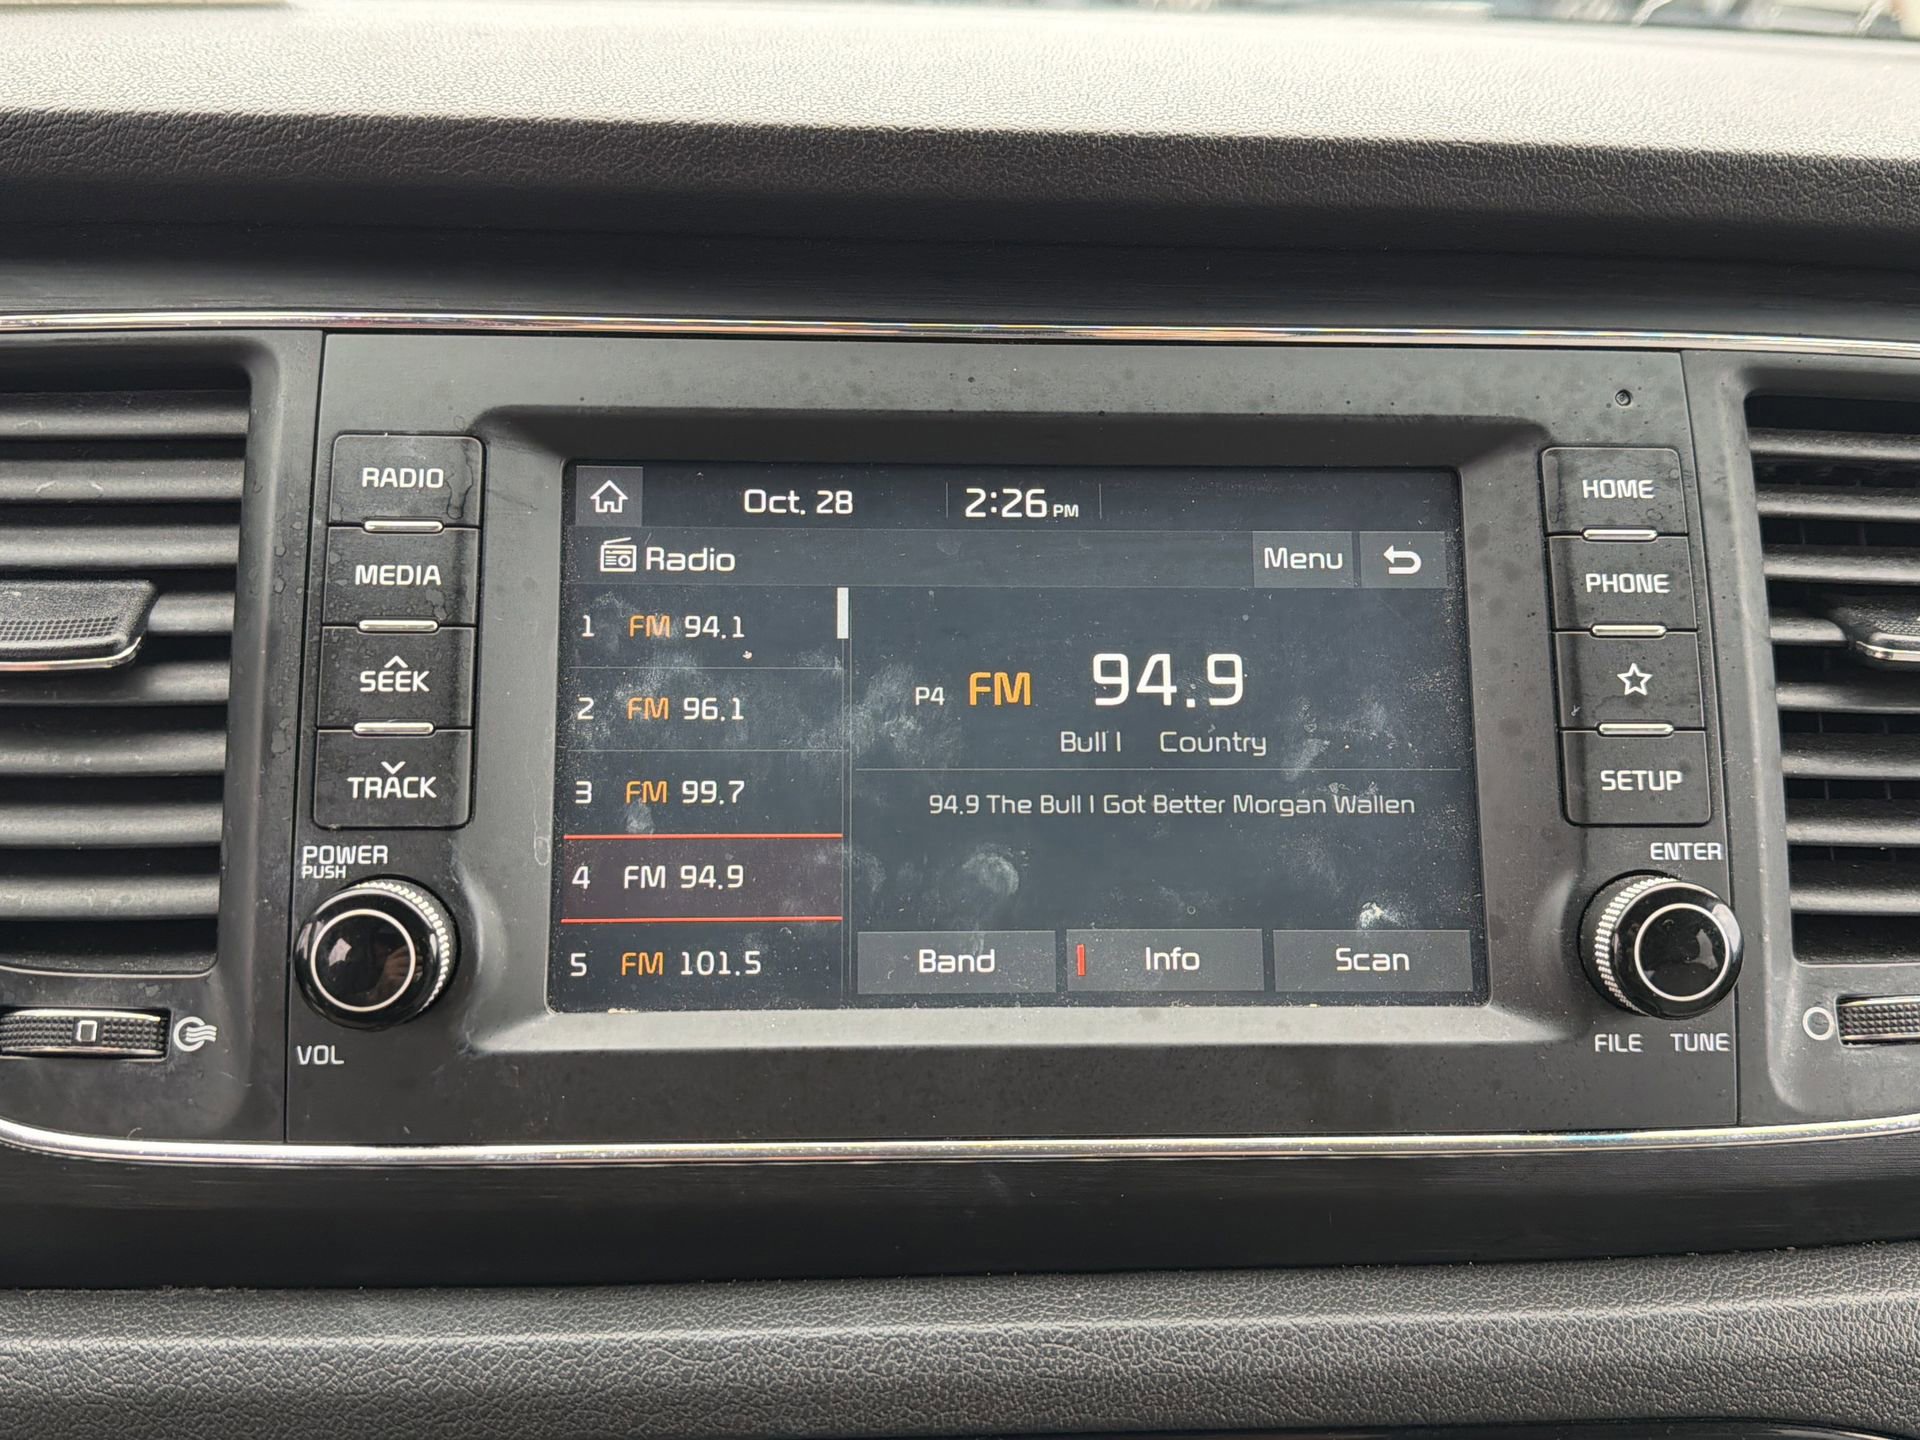 RADIO
MEDIA
SEEK
TRACK
POWER
PUSH
VOL
Oct. 28 2:26 PM
Radio
Menu
1 FM 94.1
2 FM 96.1
3 FM 99.7
4 FM 94.9
5 FM 101.5
P4 FM 94.9
Bull I Country
94.9 The Bull I Got Better Morgan Wallen
Band
Info
Scan
HOME
PHONE
SETUP
ENTER
FILE TUNE